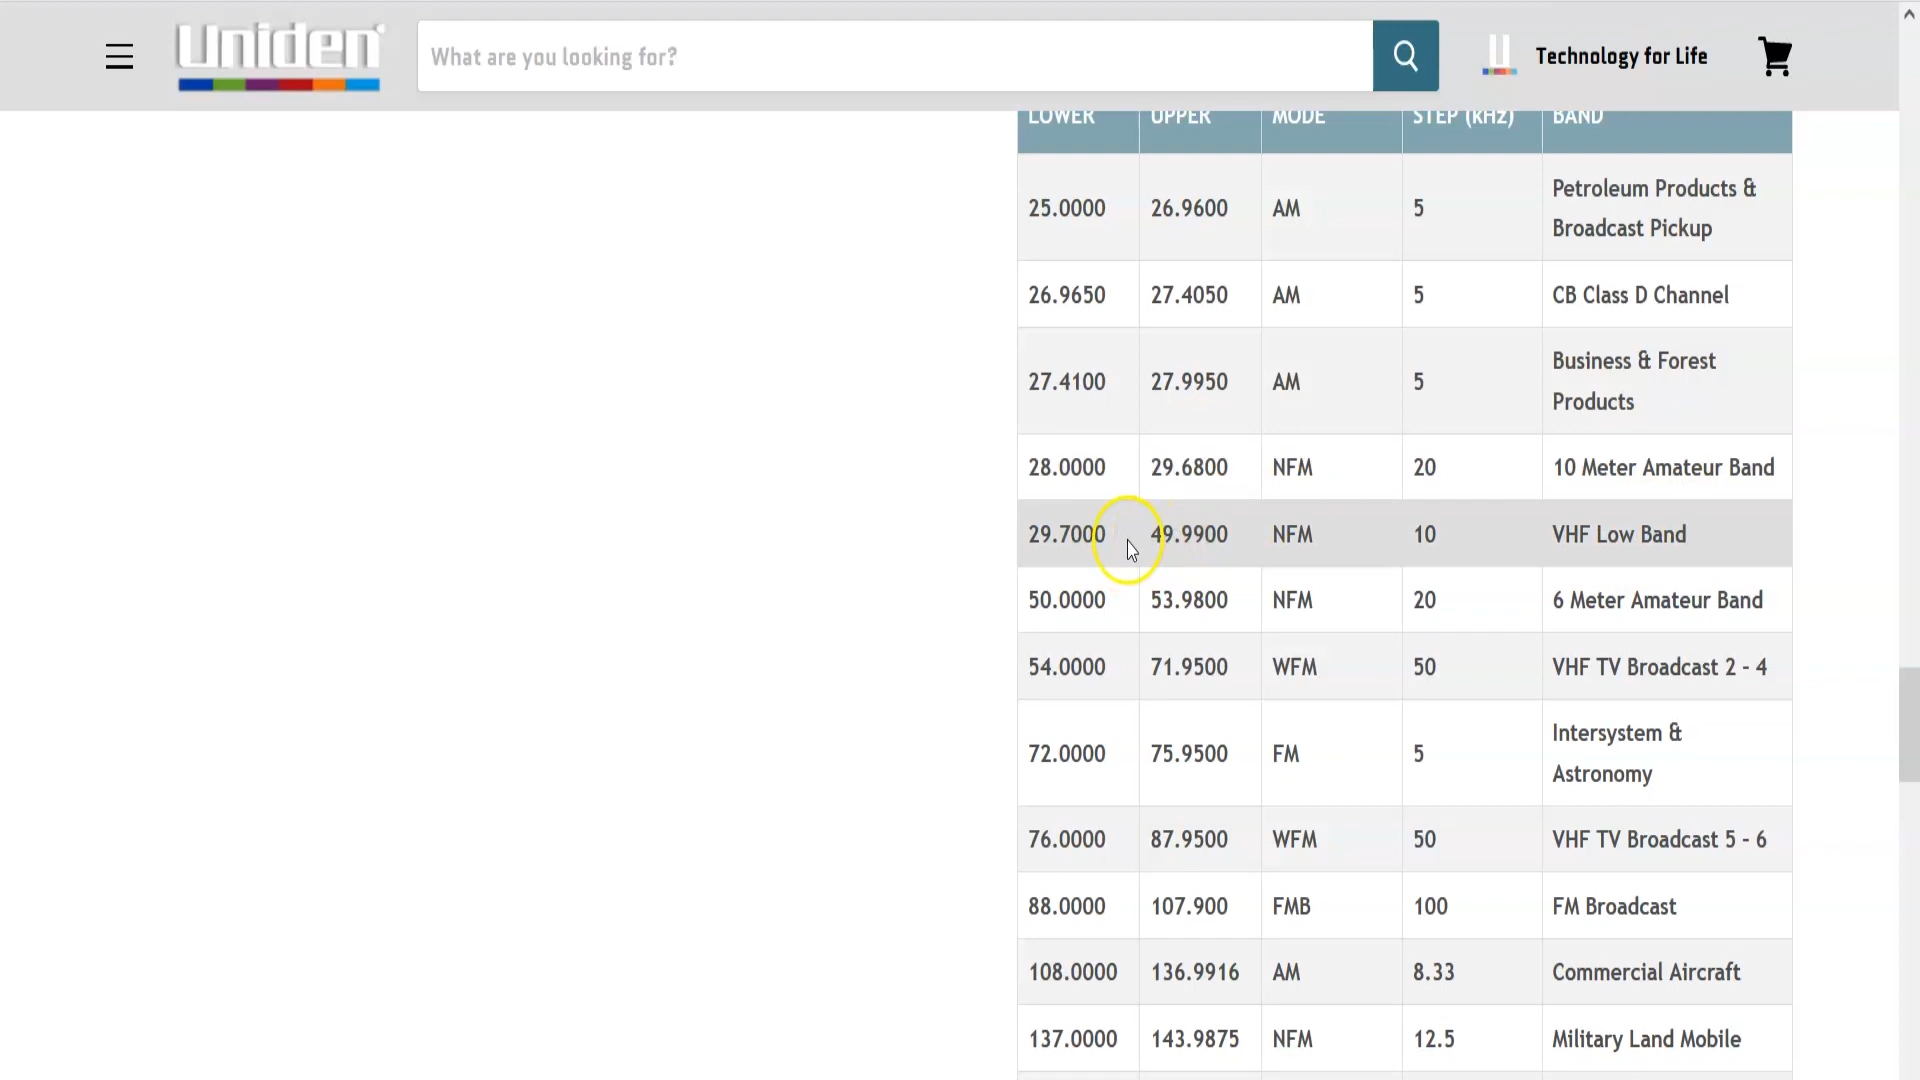 Uniden
What are you looking for?
Technology for Life
LOWER UPPER MODE STEP (KHz) BAND
25.0000 26.9600 AM 5 Petroleum Products &
Broadcast Pickup
26.9650 27.4050 AM 5 CB Class D Channel
27.4100 27.9950 AM 5 Business & Forest
Products
28.0000 29.6800 NFM 20 10 Meter Amateur Band
29.7000 49.9900 NFM 10 VHF Low Band
50.0000 53.9800 NFM 20 6 Meter Amateur Band
54.0000 71.9500 WFM 50 VHF TV Broadcast 2 - 4
72.0000 75.9500 FM 5 Intersystem &
Astronomy
76.0000 87.9500 WFM 50 VHF TV Broadcast 5 - 6
88.0000 107.900 FMB 100 FM Broadcast
108.0000 136.9916 AM 8.33 Commercial Aircraft
137.0000 143.9875 NFM 12.5 Military Land Mobile